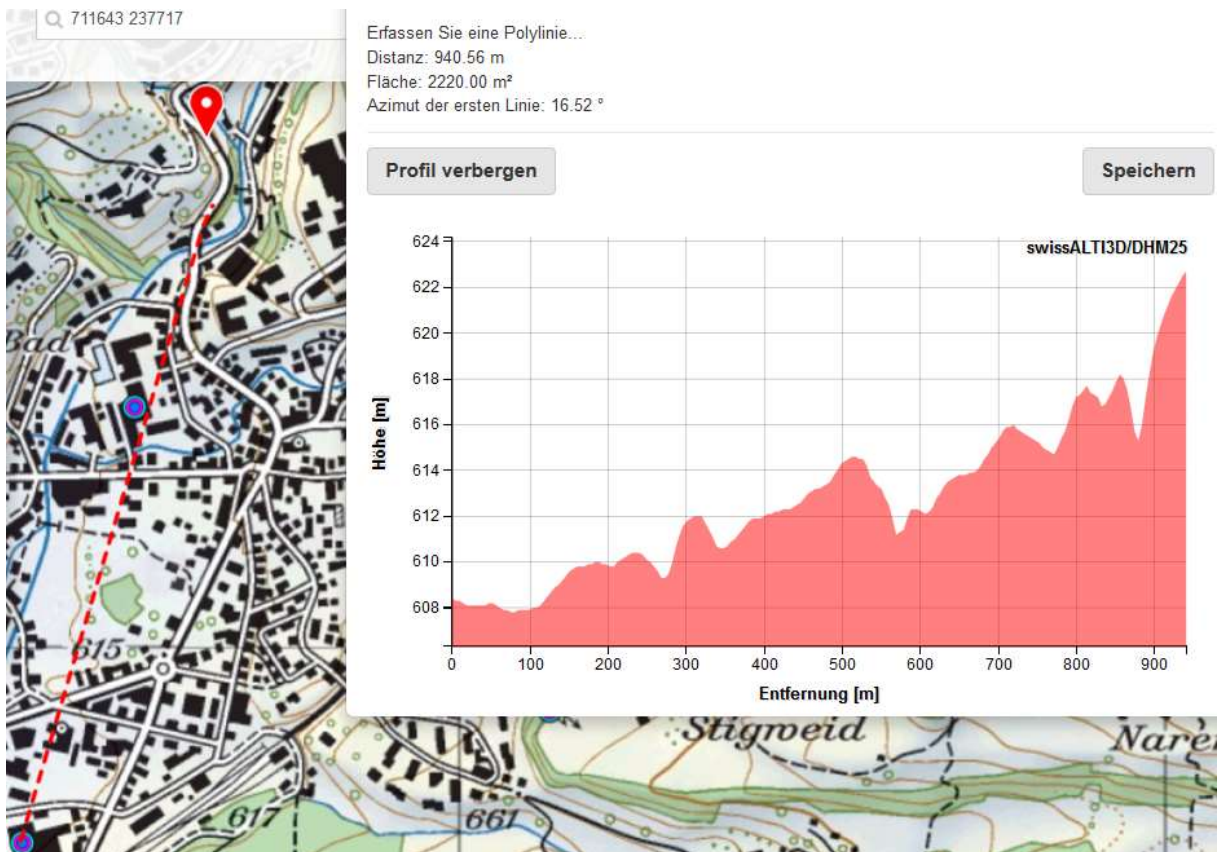 711643 237717
Erfassen Sie eine Polylinie...
Distanz: 940.56 m
Fläche: 2220.00 m²
Azimut der ersten Linie: 16.52 °
Profil verbergen
Speichern
swissALTI3D/DHM25
624
622
620
618
616
614
612
610
608
Höhe [m]
0 100 200 300 400 500 600 700 800 900
Entfernung [m]
Bad
615
Stigweid
617
661